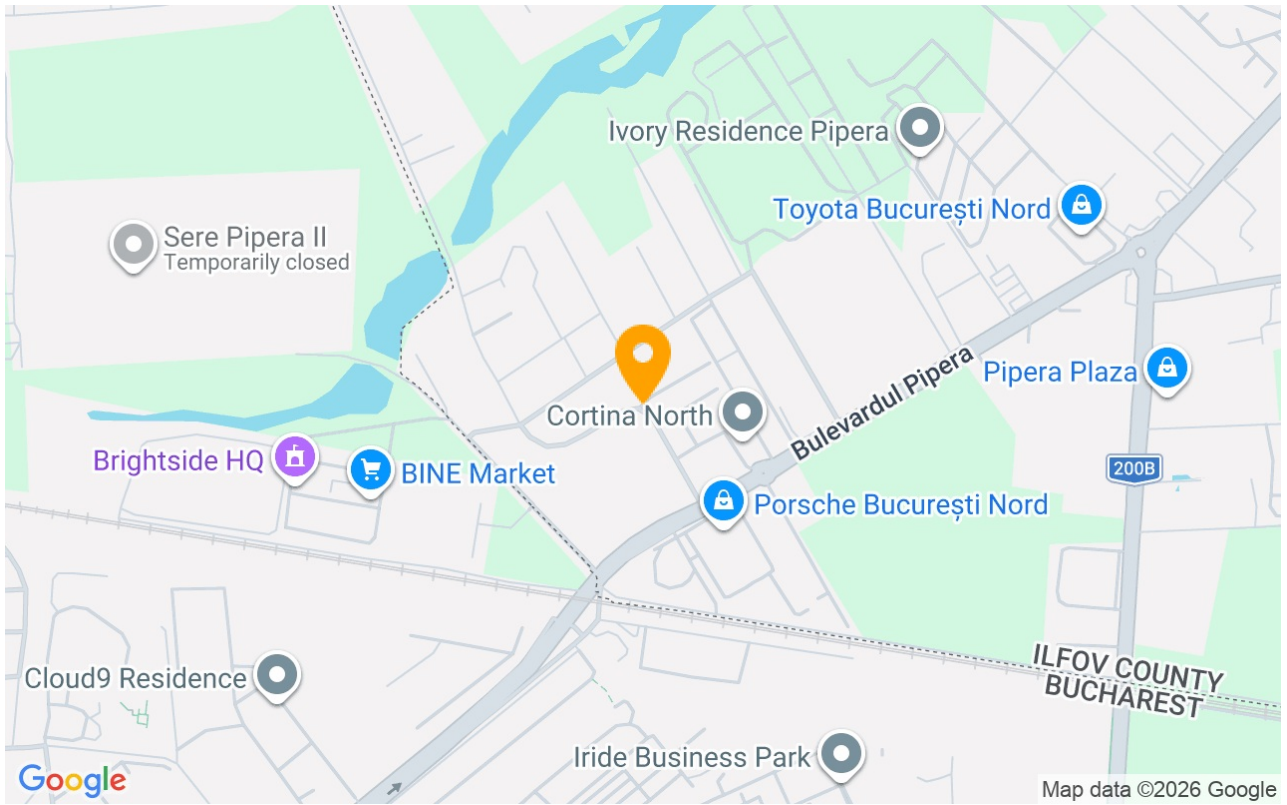 Ivory Residence Pipera
Toyota București Nord
Sere Pipera II
Temporarily closed
Bulevardul Pipera
Pipera Plaza
Cortina North
Brightside HQ
BINE Market
200B
Porsche București Nord
ILFOV COUNTY
BUCHAREST
Cloud9 Residence
Iride Business Park
Google
Map data ©2026 Google